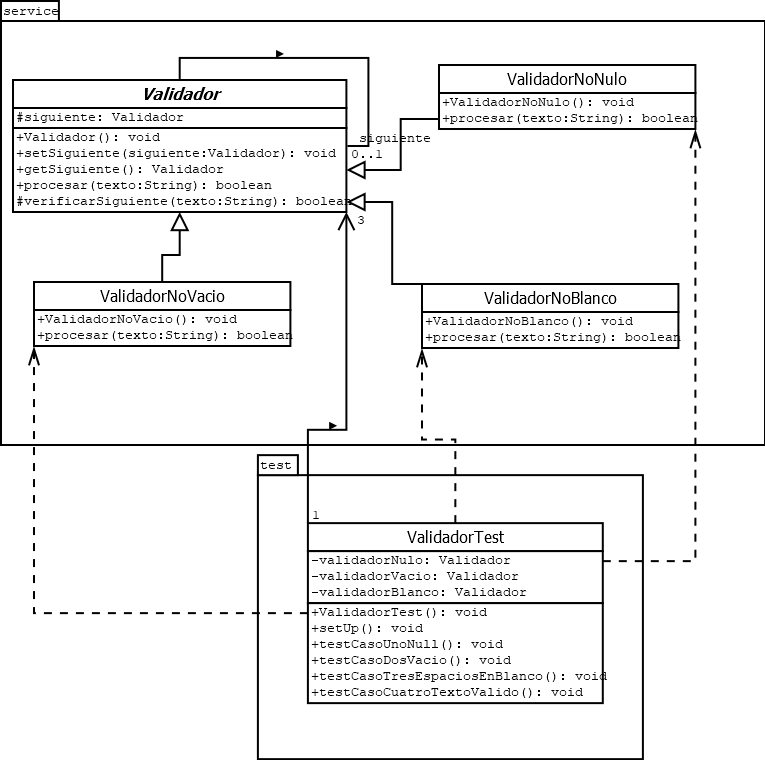 service
Validador
#siguiente: Validador
+Validador(): void
+setSiguiente(siguiente:Validador): void
+getSiguiente(): Validador
+procesar(texto:String): boolean
#verificarSiguiente(texto:String): boolean
siguiente
0..1
3
ValidadorNoNulo
+ValidadorNoNulo(): void
+procesar(texto:String): boolean
ValidadorNoVacio
+ValidadorNoVacio(): void
+procesar(texto:String): boolean
ValidadorNoBlanco
+ValidadorNoBlanco(): void
+procesar(texto:String): boolean
test
1
ValidadorTest
-validadorNulo: Validador
-validadorVacio: Validador
-validadorBlanco: Validador
+ValidadorTest(): void
+setUp(): void
+testCasoUnoNull(): void
+testCasoDosVacio(): void
+testCasoTresEspaciosEnBlanco(): void
+testCasoCuatroTextoValido(): void